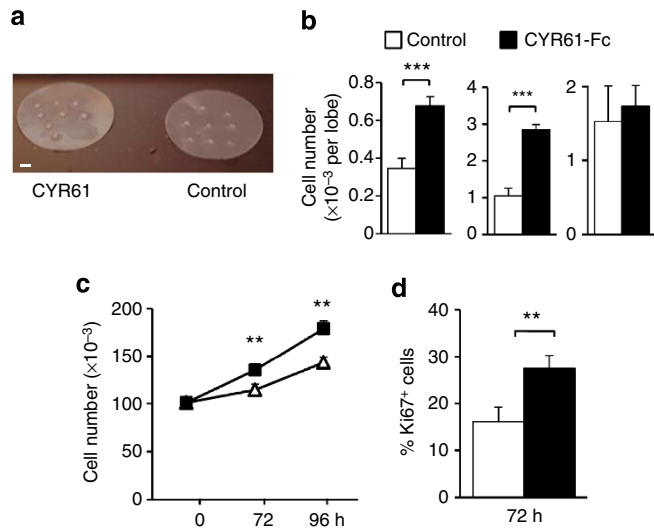 a
CYR61
Control
b
Control
CYR61-Fc
Cell number
(×10⁻³ per lobe)
0.8
0.6
0.4
0.2
0
***
4
3
2
1
0
***
2
1
0
c
Cell number (×10⁻³)
200
150
100
50
0
**
**
0 72 96 h
d
% Ki67⁺ cells
40
30
20
10
0
**
72 h